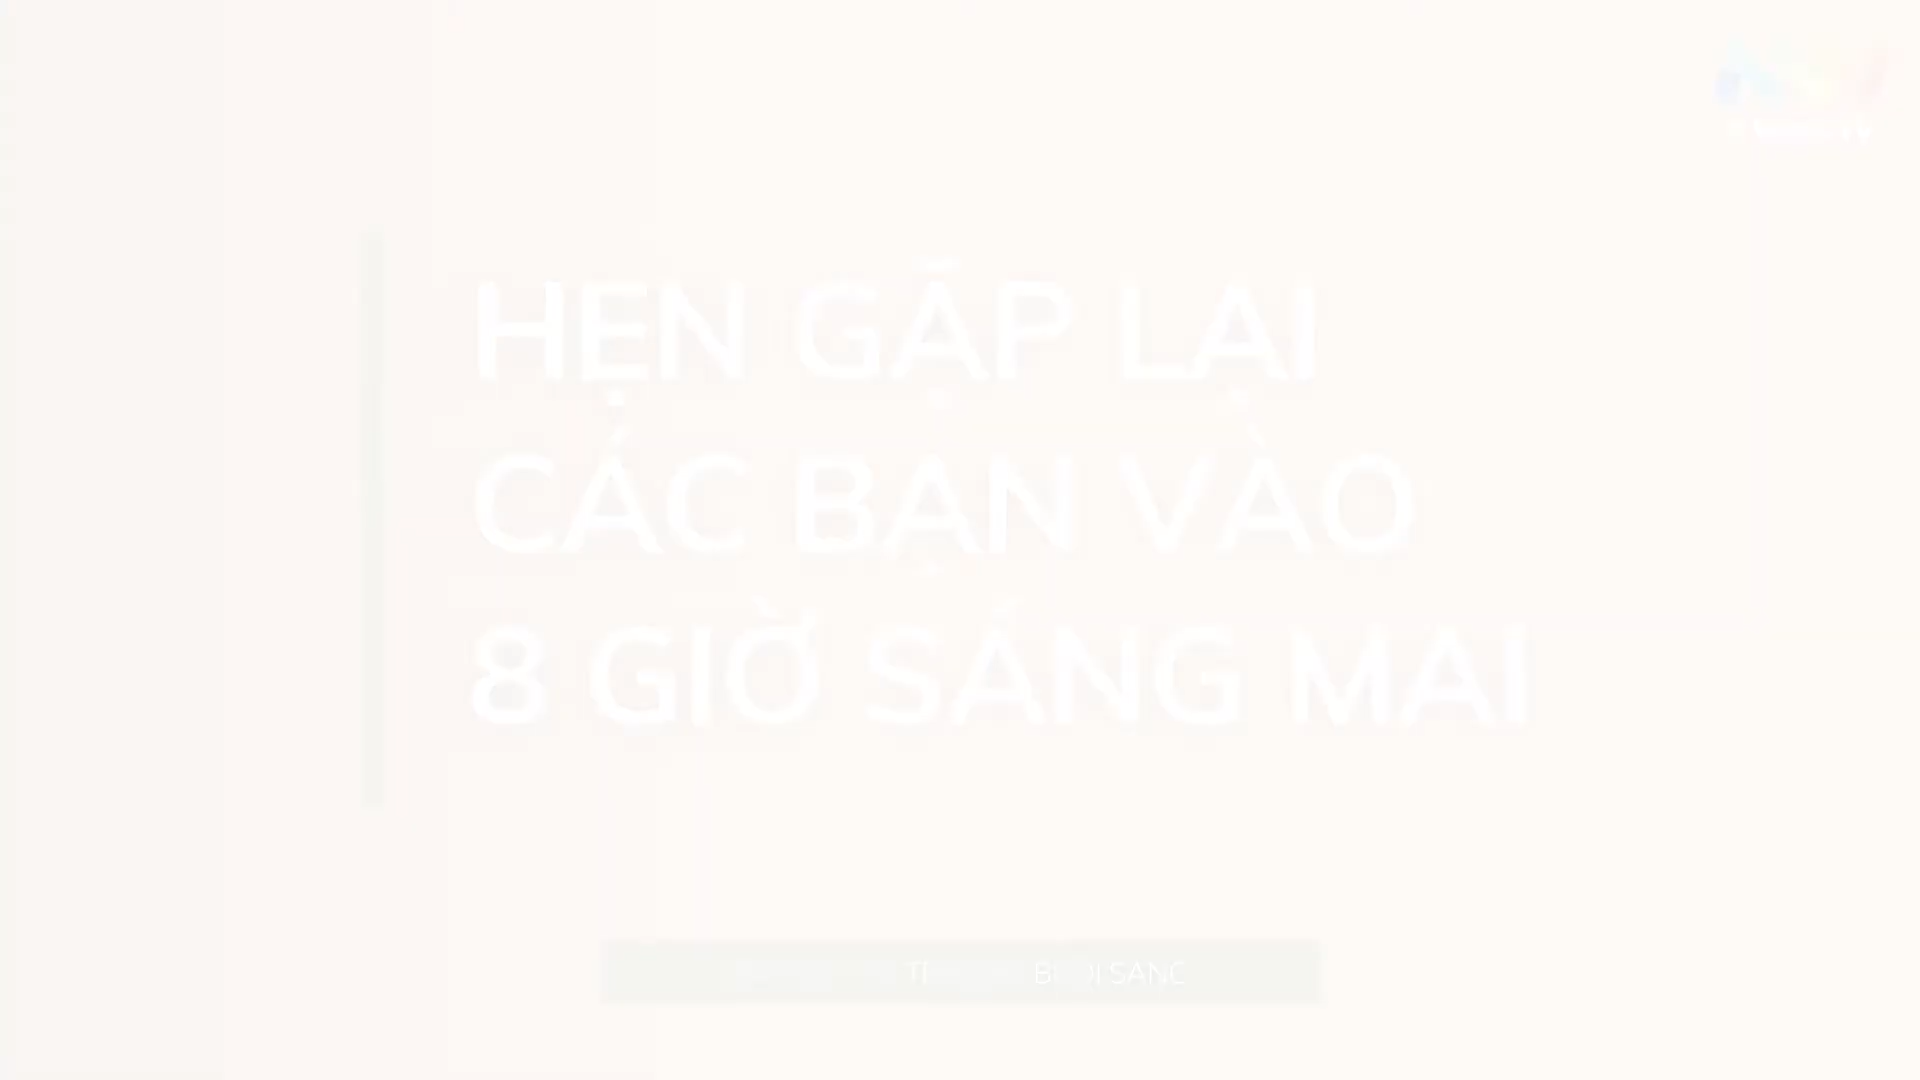 HẸN GẶP LẠI
CÁC BẠN VÀO
8 GIỜ SÁNG MAI